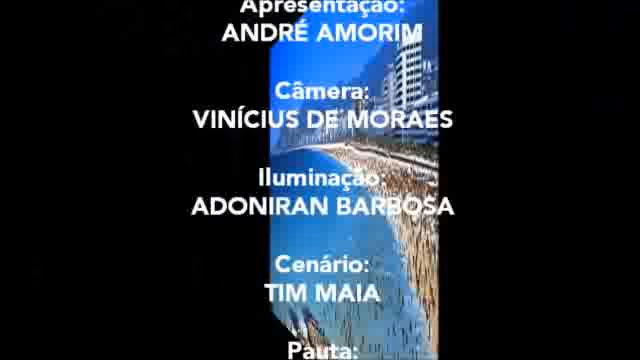 Apresentação:
ANDRÉ AMORIM
Câmera:
VINÍCIUS DE MORAES
Iluminação:
ADONIRAN BARBOSA
Cenário:
TIM MAIA
Pauta: